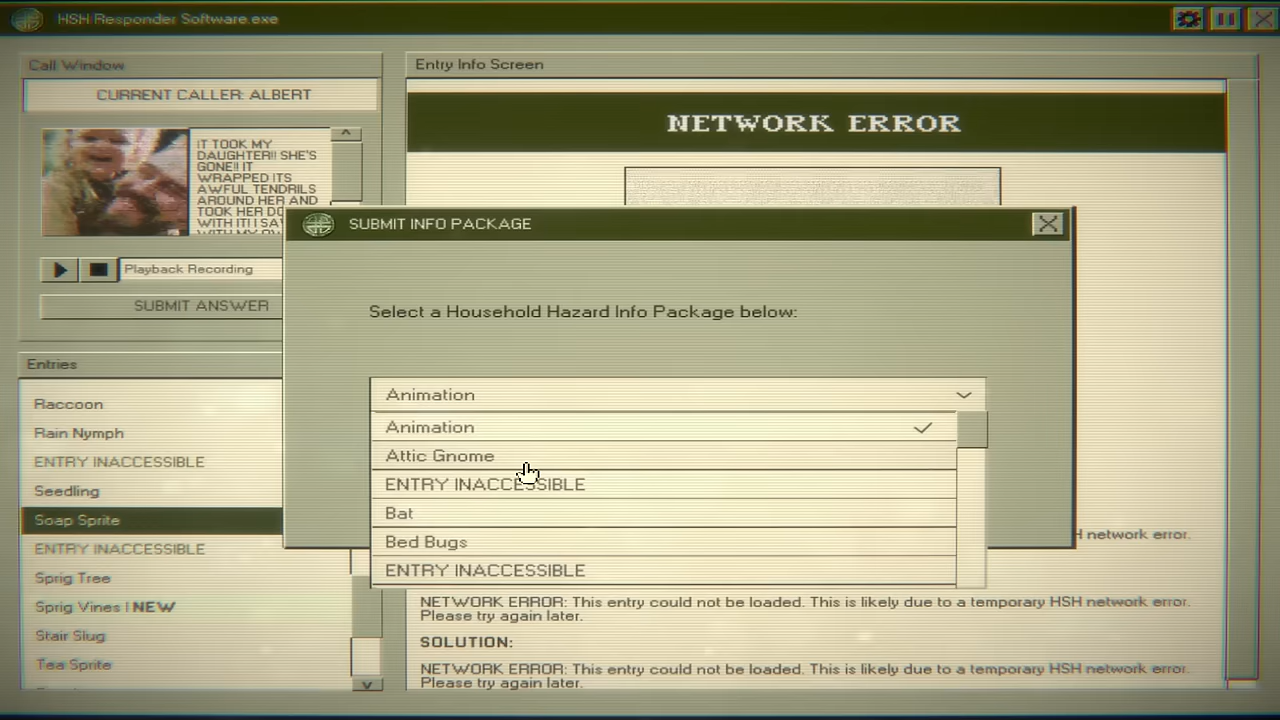 HSH Responder Software.exe
Call Window
CURRENT CALLER: ALBERT
IT TOOK MY
DAUGHTER!! SHE'S
GONE!! IT
WRAPPED ITS
AWFUL TENDRILS
AROUND HER AND
TOOK HER DO
WITH IT! I SA
Playback Recording
SUBMIT ANSWER
Entries
Raccoon
Rain Nymph
ENTRY INACCESSIBLE
Seedling
Soap Sprite
ENTRY INACCESSIBLE
Sprig Tree
Sprig Vines | NEW
Stair Slug
Tea Sprite
Entry Info Screen
NETWORK ERROR
SUBMIT INFO PACKAGE
Select a Household Hazard Info Package below:
Animation
Animation
Attic Gnome
ENTRY INACCESSIBLE
Bat
Bed Bugs
ENTRY INACCESSIBLE
H network error.
NETWORK ERROR: This entry could not be loaded. This is likely due to a temporary HSH network error.
Please try again later.
SOLUTION:
NETWORK ERROR: This entry could not be loaded. This is likely due to a temporary HSH network error.
Please try again later.